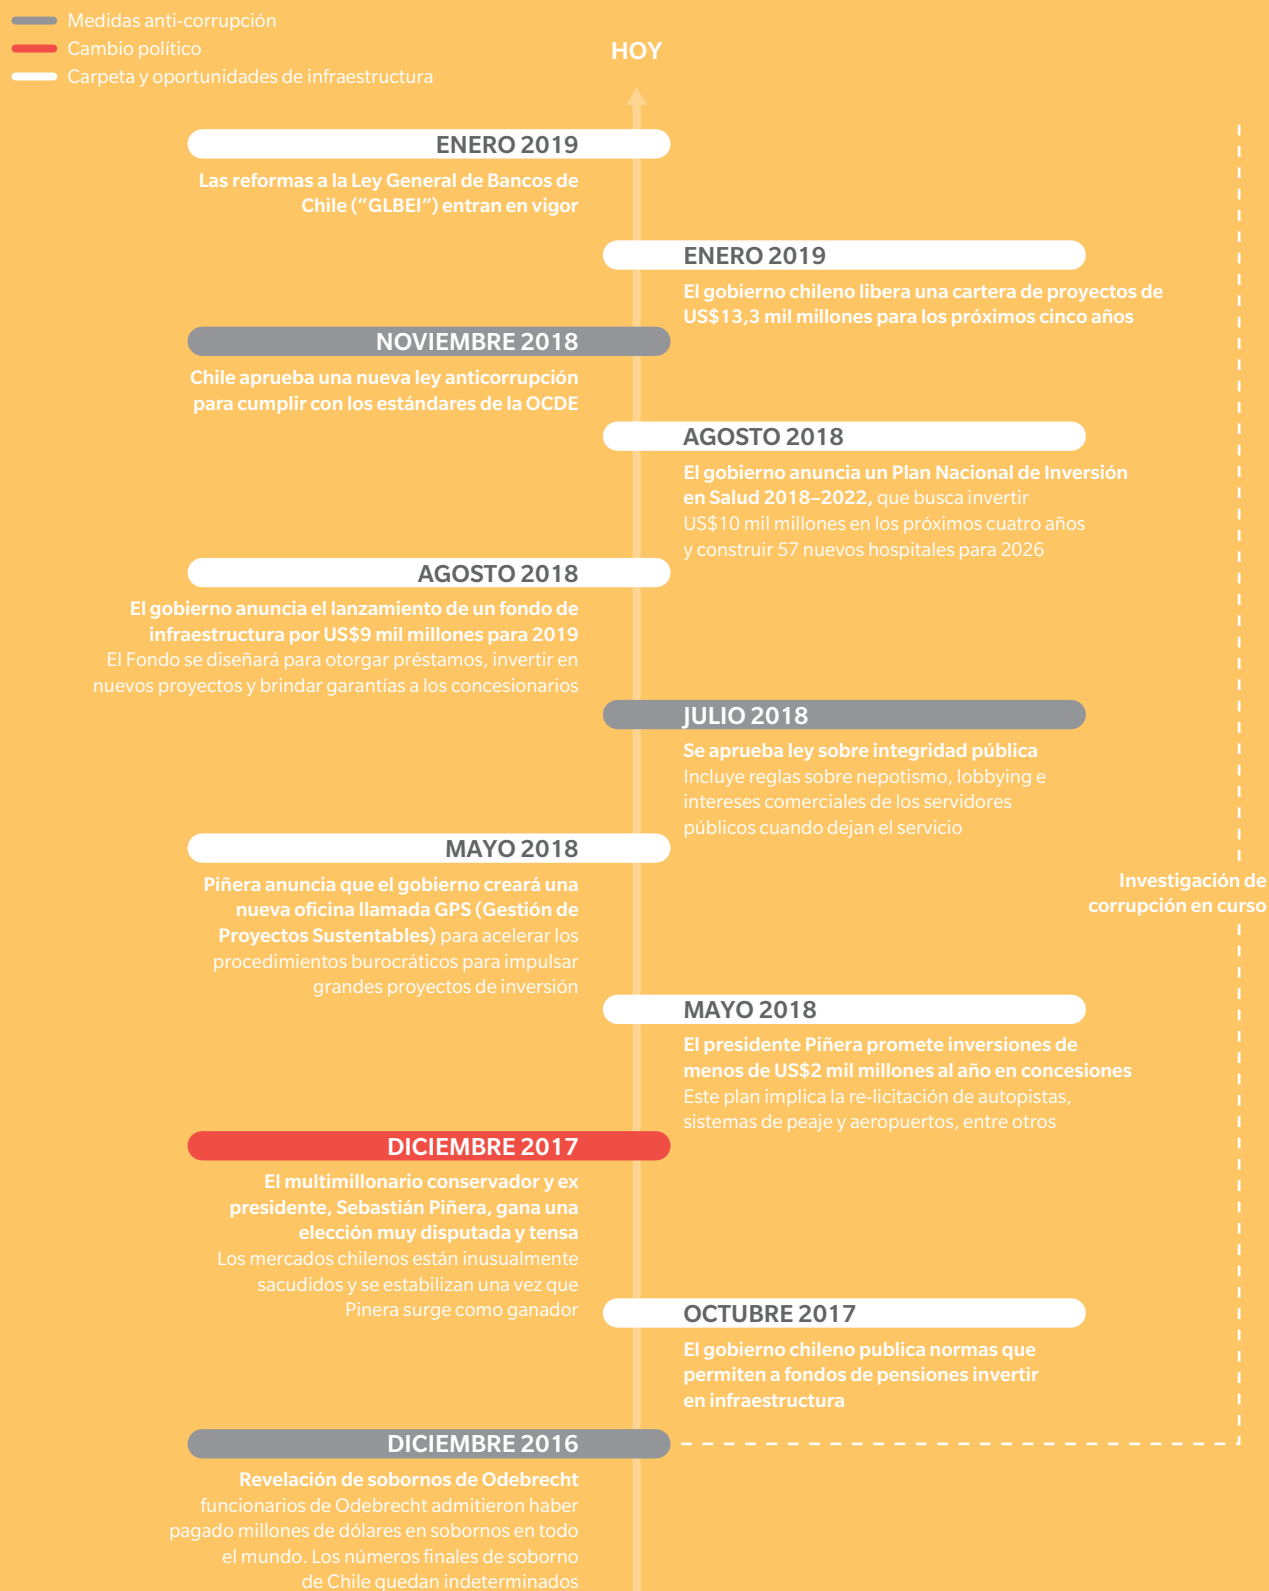 Medidas anti-corrupción
Cambio político
Carpeta y oportunidades de infraestructura
HOY
ENERO 2019
Las reformas a la Ley General de Bancos de
Chile (“GLBEI”) entran en vigor
ENERO 2019
El gobierno chileno libera una cartera de proyectos de
US$13,3 mil millones para los próximos cinco años
NOVIEMBRE 2018
Chile aprueba una nueva ley anticorrupción
para cumplir con los estándares de la OCDE
AGOSTO 2018
El gobierno anuncia un Plan Nacional de Inversión
en Salud 2018–2022, que busca invertir
US$10 mil millones en los próximos cuatro años
y construir 57 nuevos hospitales para 2026
AGOSTO 2018
El gobierno anuncia el lanzamiento de un fondo de
infraestructura por US$9 mil millones para 2019
El Fondo se diseñará para otorgar préstamos, invertir en
nuevos proyectos y brindar garantías a los concesionarios
JULIO 2018
Se aprueba ley sobre integridad pública
Incluye reglas sobre nepotismo, lobbying e
intereses comerciales de los servidores
públicos cuando dejan el servicio
MAYO 2018
Piñera anuncia que el gobierno creará una
nueva oficina llamada GPS (Gestión de
Proyectos Sustentables) para acelerar los
procedimientos burocráticos para impulsar
grandes proyectos de inversión
Investigación de
corrupción en curso
MAYO 2018
El presidente Piñera promete inversiones de
menos de US$2 mil millones al año en concesiones
Este plan implica la re-licitación de autopistas,
sistemas de peaje y aeropuertos, entre otros
DICIEMBRE 2017
El multimillonario conservador y ex
presidente, Sebastián Piñera, gana una
elección muy disputada y tensa
Los mercados chilenos están inusualmente
sacudidos y se estabilizan una vez que
Pinera surge como ganador
OCTUBRE 2017
El gobierno chileno publica normas que
permiten a fondos de pensiones invertir
en infraestructura
DICIEMBRE 2016
Revelación de sobornos de Odebrecht
funcionarios de Odebrecht admitieron haber
pagado millones de dólares en sobornos en todo
el mundo. Los números finales de soborno
de Chile quedan indeterminados